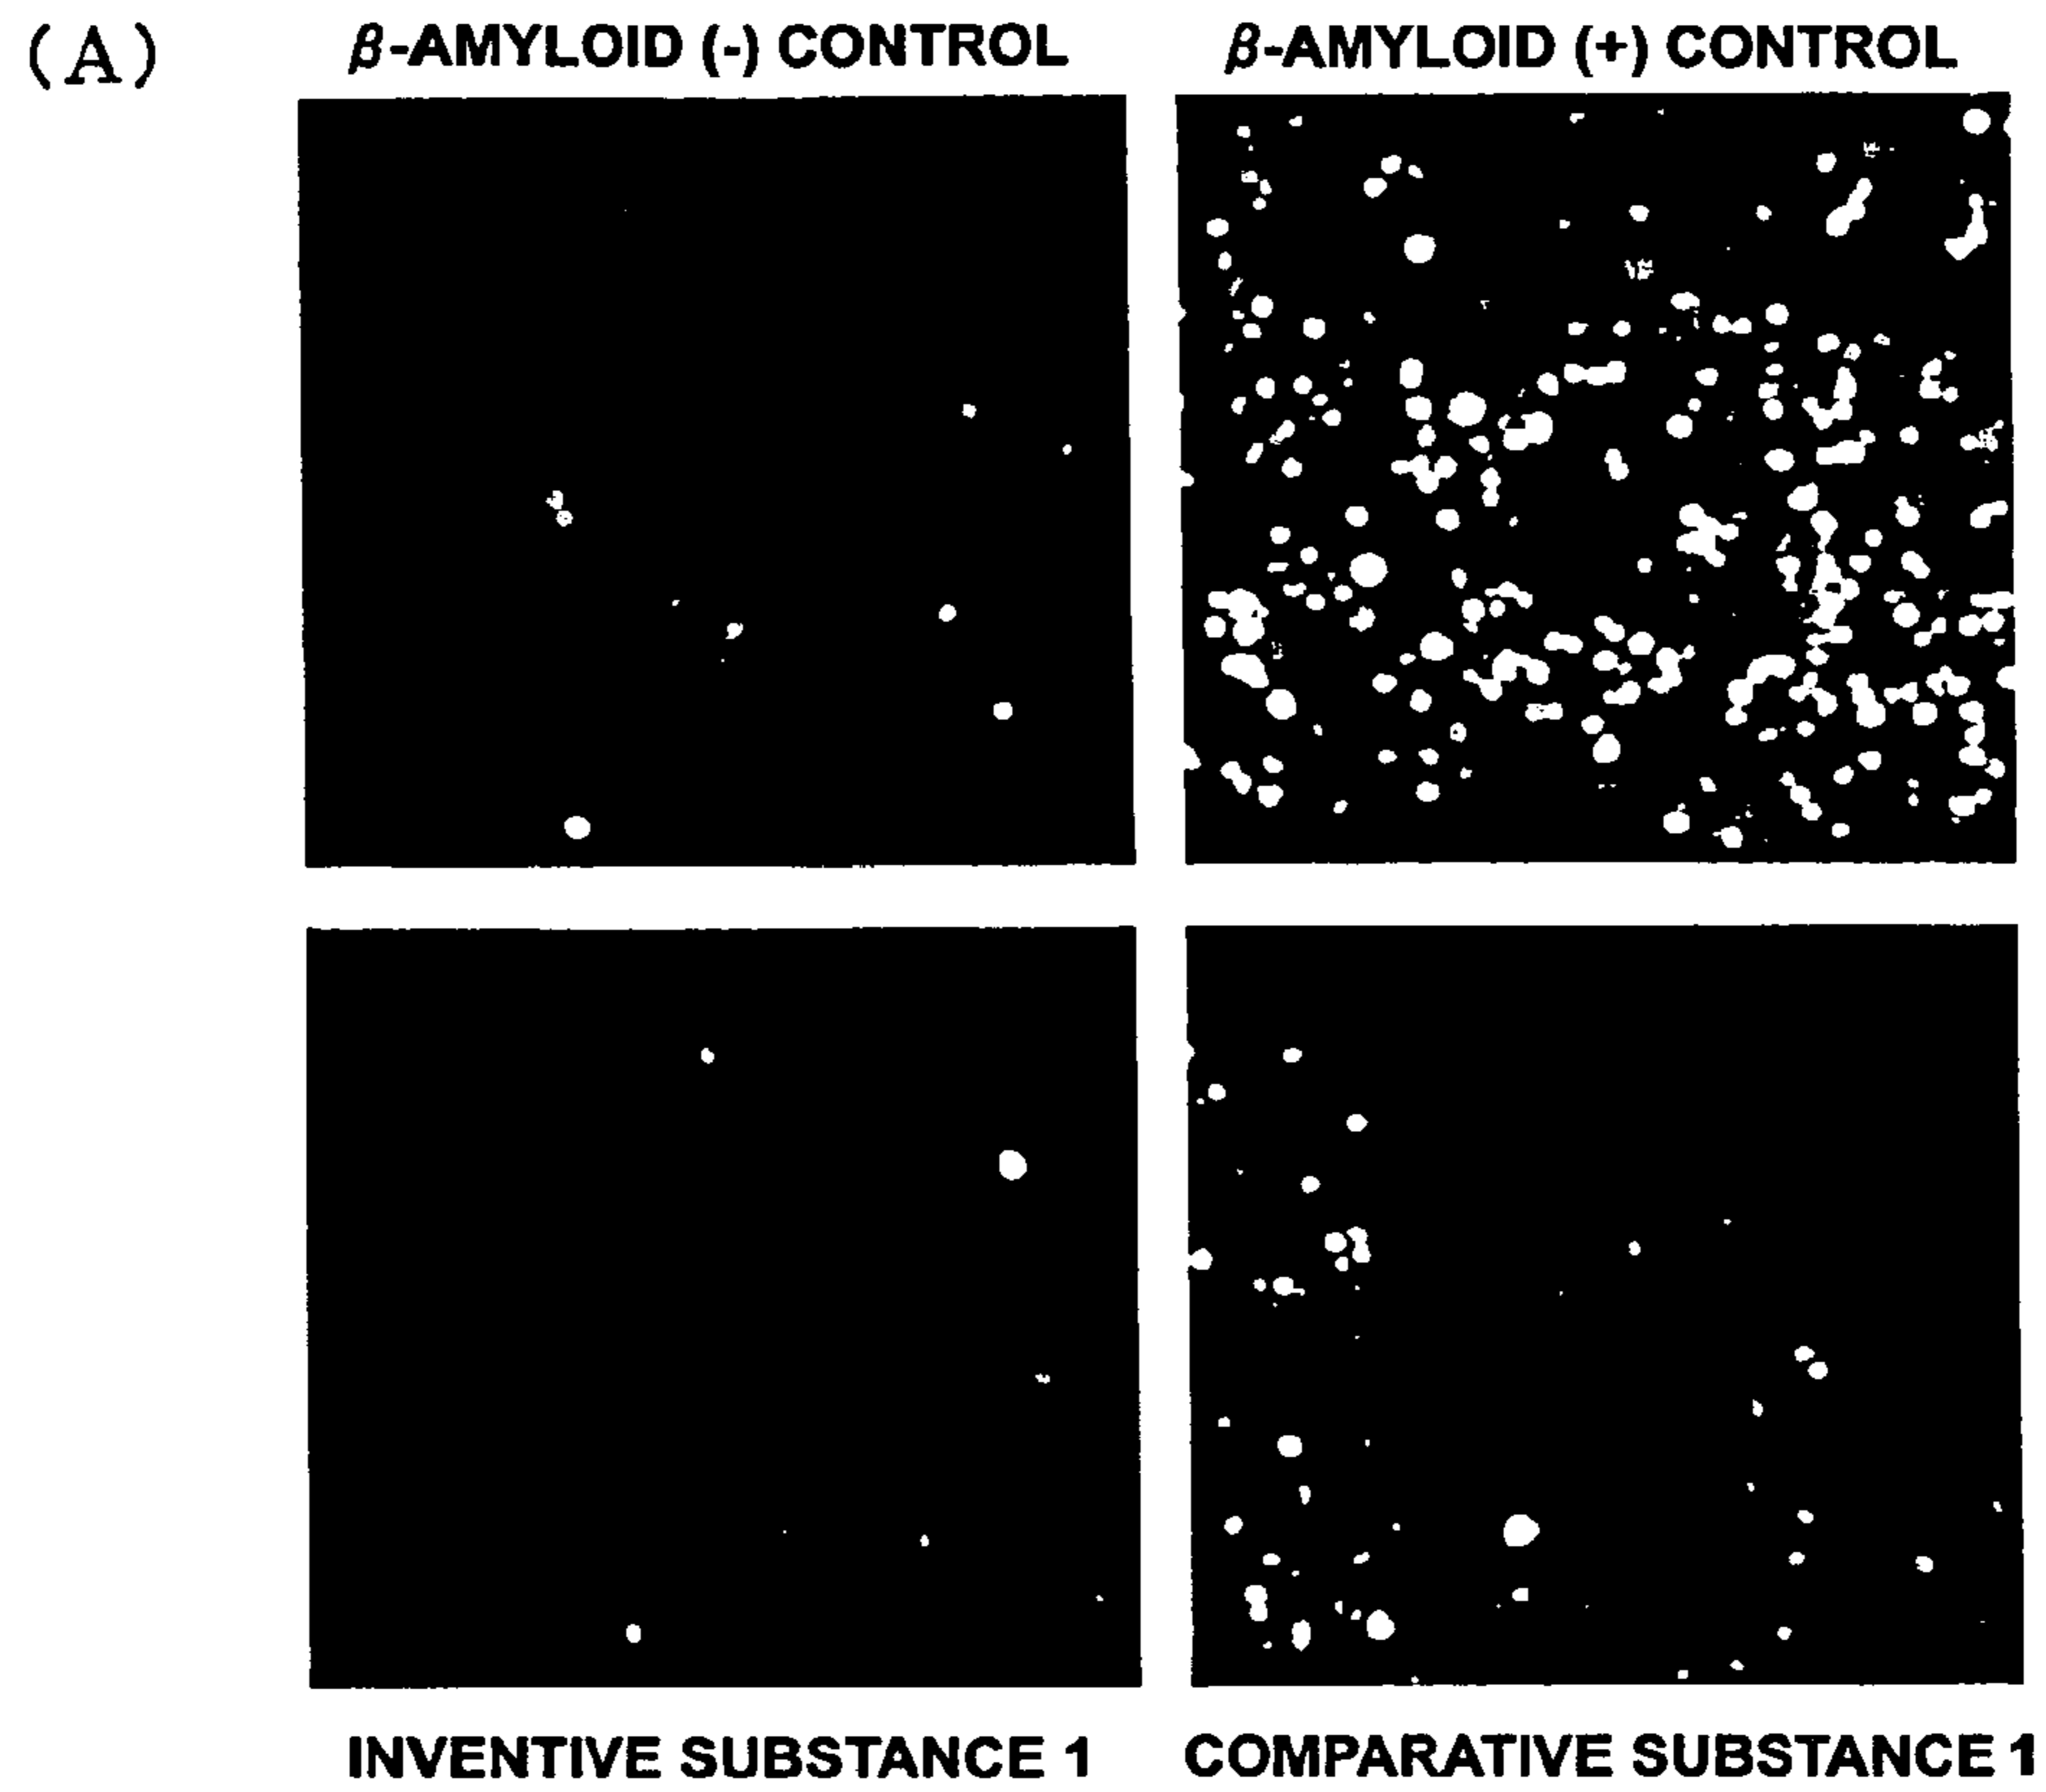 (A)
β-AMYLOID (-) CONTROL
β-AMYLOID (+) CONTROL
INVENTIVE SUBSTANCE 1
COMPARATIVE SUBSTANCE 1